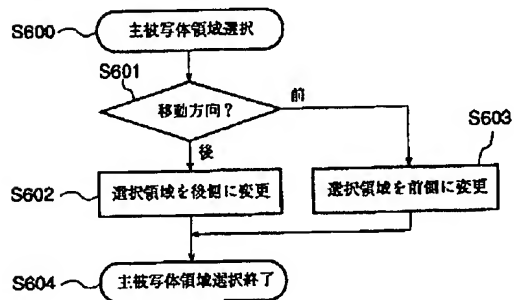 S600
主被写体領域選択
S601
移動方向?
前
後
S603
S602
選択領域を後側に変更
選択領域を前側に変更
S604
主被写体領域選択終了